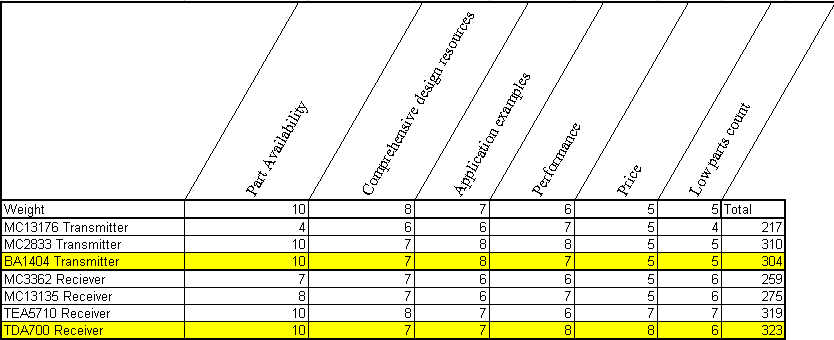 Part Availability
Comprehensive design resources
Application examples
Performance
Price
Low parts count
Weight 10 8 7 6 5 5 Total
MC13176 Transmitter 4 6 6 7 5 4 217
MC2833 Transmitter 10 7 8 8 5 5 310
BA1404 Transmitter 10 7 8 7 5 5 304
MC3362 Reciever 7 7 6 6 5 6 259
MC13135 Receiver 8 7 6 7 5 6 275
TEA5710 Receiver 10 8 7 6 7 7 319
TDA700 Receiver 10 7 7 8 8 6 323